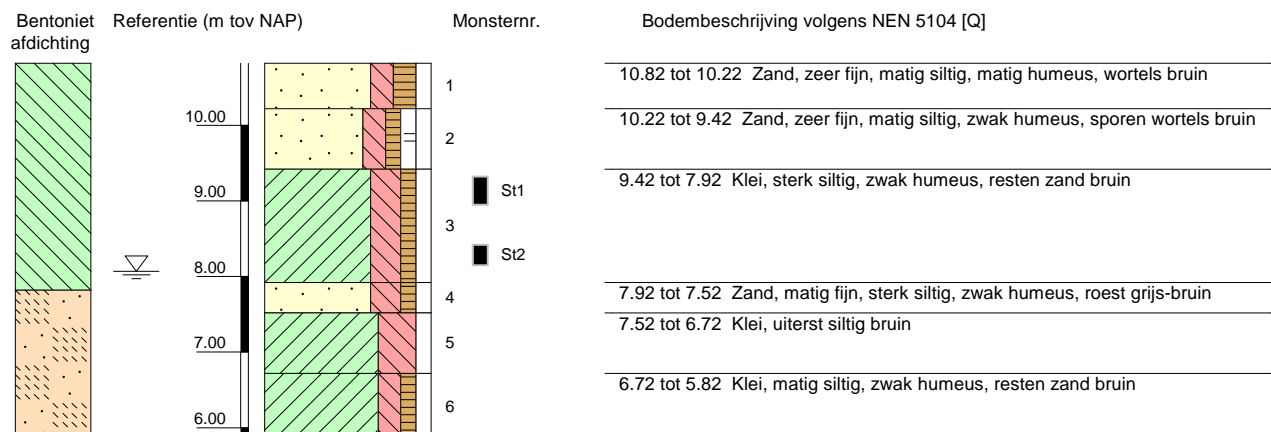 Bentoniet afdichting
Referentie (m tov NAP)
Monsternr.
Bodembeschrijving volgens NEN 5104 [Q]
1
10.82 tot 10.22 Zand, zeer fijn, matig siltig, matig humeus, wortels bruin
10.00
2
10.22 tot 9.42 Zand, zeer fijn, matig siltig, zwak humeus, sporen wortels bruin
9.00
3
St1
St2
9.42 tot 7.92 Klei, sterk siltig, zwak humeus, resten zand bruin
8.00
4
7.92 tot 7.52 Zand, matig fijn, sterk siltig, zwak humeus, roest grijs-bruin
7.00
5
7.52 tot 6.72 Klei, uiterst siltig bruin
6
6.72 tot 5.82 Klei, matig siltig, zwak humeus, resten zand bruin
6.00